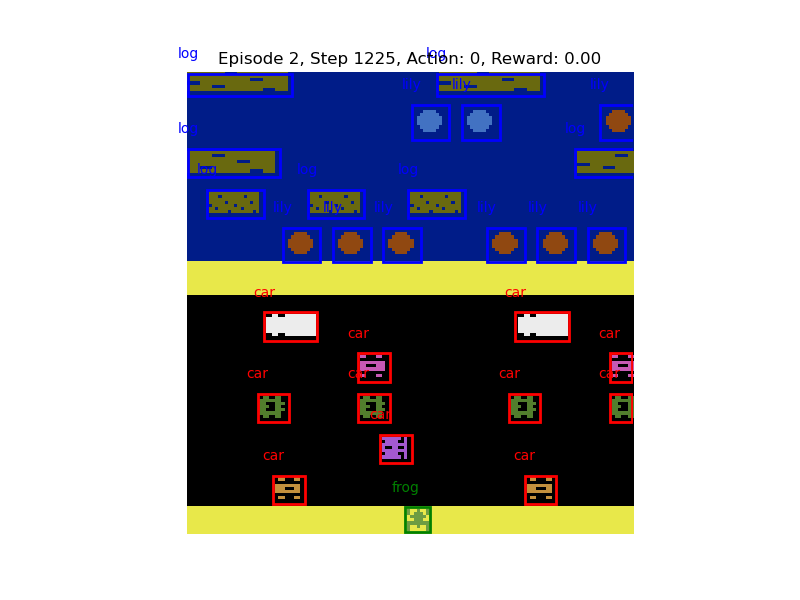 log log
Episode 2, Step 1225, Action: 0, Reward: 0.00
lily lily lily
log log
log log log
lily lily lily lily lily lily
car car
car car
car car car car
car
car car
frog